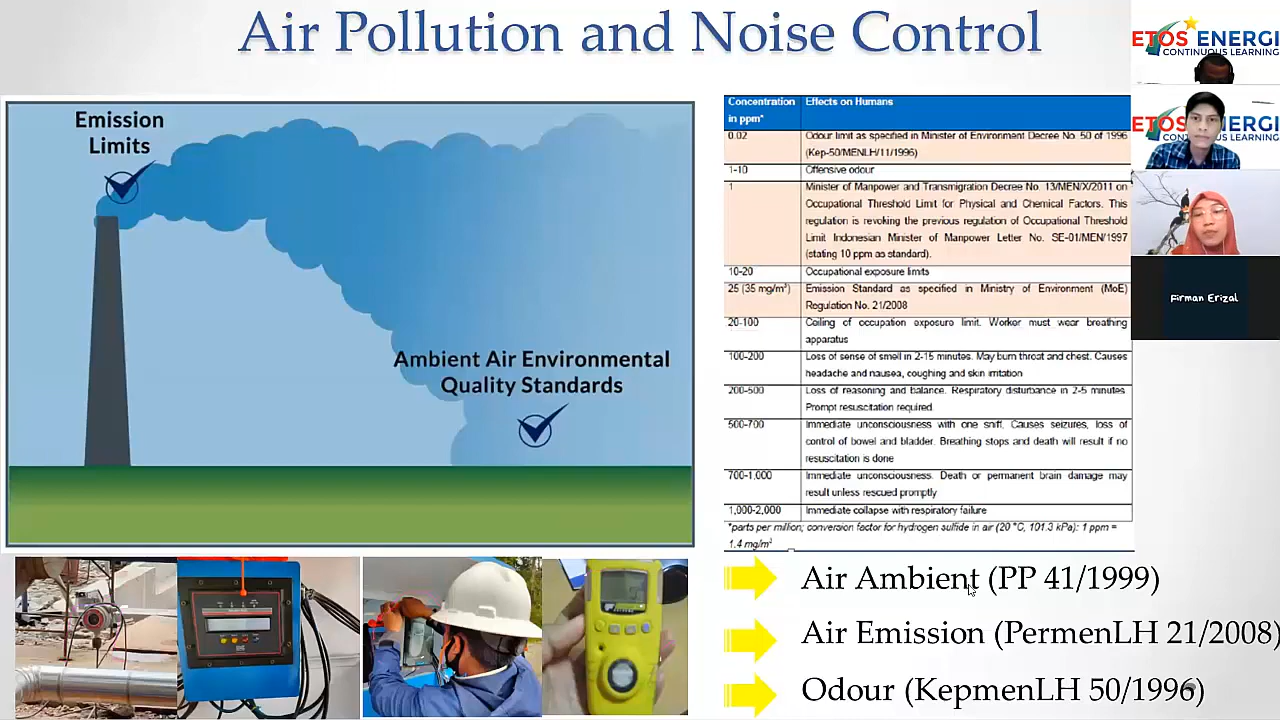 Air Pollution and Noise Control
Emission
Limits
Ambient Air Environmental
Quality Standards
Concentration
in ppm*
Effects on Humans
0.02
Odour limit as specified in Minister of Environment Decree No. 50 of 1996
(Kep-50/MENLH/11/1996)
1-10
Offensive odour
1
Minister of Manpower and Transmigration Decree No. 13/MEN/X/2011 on
Occupational Threshold Limit for Physical and Chemical Factors. This
regulation is revoking the previous regulation of Occupational Threshold
Limit Indonesian Minister of Manpower Letter No. SE-01/MEN/1997
(stating 10 ppm as standard).
10-20
Occupational exposure limits
25 (35 mg/m³)
Emission Standard as specified in Ministry of Environment (MoE)
Regulation No. 21/2008
20-100
Ceiling of occupation exposure limit. Worker must wear breathing
apparatus
100-200
Loss of sense of smell in 2-15 minutes. May burn throat and chest. Causes
headache and nausea, coughing and skin irritation
200-500
Loss of reasoning and balance. Respiratory disturbance in 2-5 minutes.
Prompt resuscitation required
500-700
Immediate unconsciousness with one sniff. Causes seizures, loss of
control of bowel and bladder. Breathing stops and death will result if no
resuscitation is done
700-1,000
Immediate unconsciousness. Death or permanent brain damage may
result unless rescued promptly
1,000-2,000
Immediate collapse with respiratory failure
*parts per million; conversion factor for hydrogen sulfide in air (20 °C, 101.3 kPa): 1 ppm =
1.4 mg/m³
Air Ambient (PP 41/1999)
Air Emission (PermenLH 21/2008)
Odour (KepmenLH 50/1996)
ETOS ENERGI
CONTINUOUS LEARNING
Firman Erizal